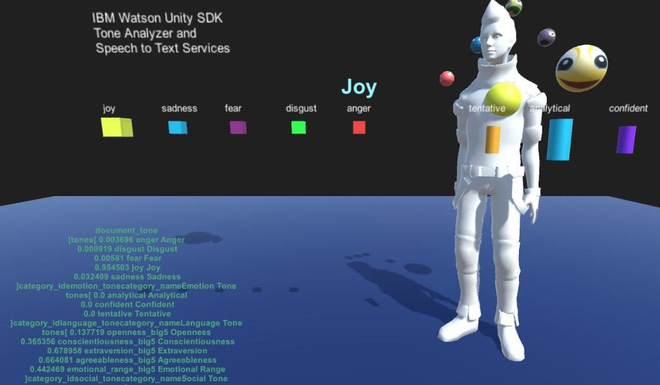 IBM Watson Unity SDK
Tone Analyzer and
Speech to Text Services
Joy
joy sadness fear disgust anger tentative analytical confident
document_tone
[tones[ 0.003696 anger Anger
0.000919 disgust Disgust
0.00581 fear Fear
0.954503 joy Joy
0.032409 sadness Sadness
]category_idemotion_tonecategory_nameEmotion Tone
tones[ 0.0 analytical Analytical
0.0 confident Confident
0.0 tentative Tentative
]category_idlanguage_tonecategory_nameLanguage Tone
tones[ 0.137719 openness_big5 Openness
0.365356 conscientiousness_big5 Conscientiousness
0.678958 extraversion_big5 Extraversion
0.664081 agreeableness_big5 Agreeableness
0.442469 emotional_range_big5 Emotional Range
]category_idsocial_tonecategory_nameSocial Tone